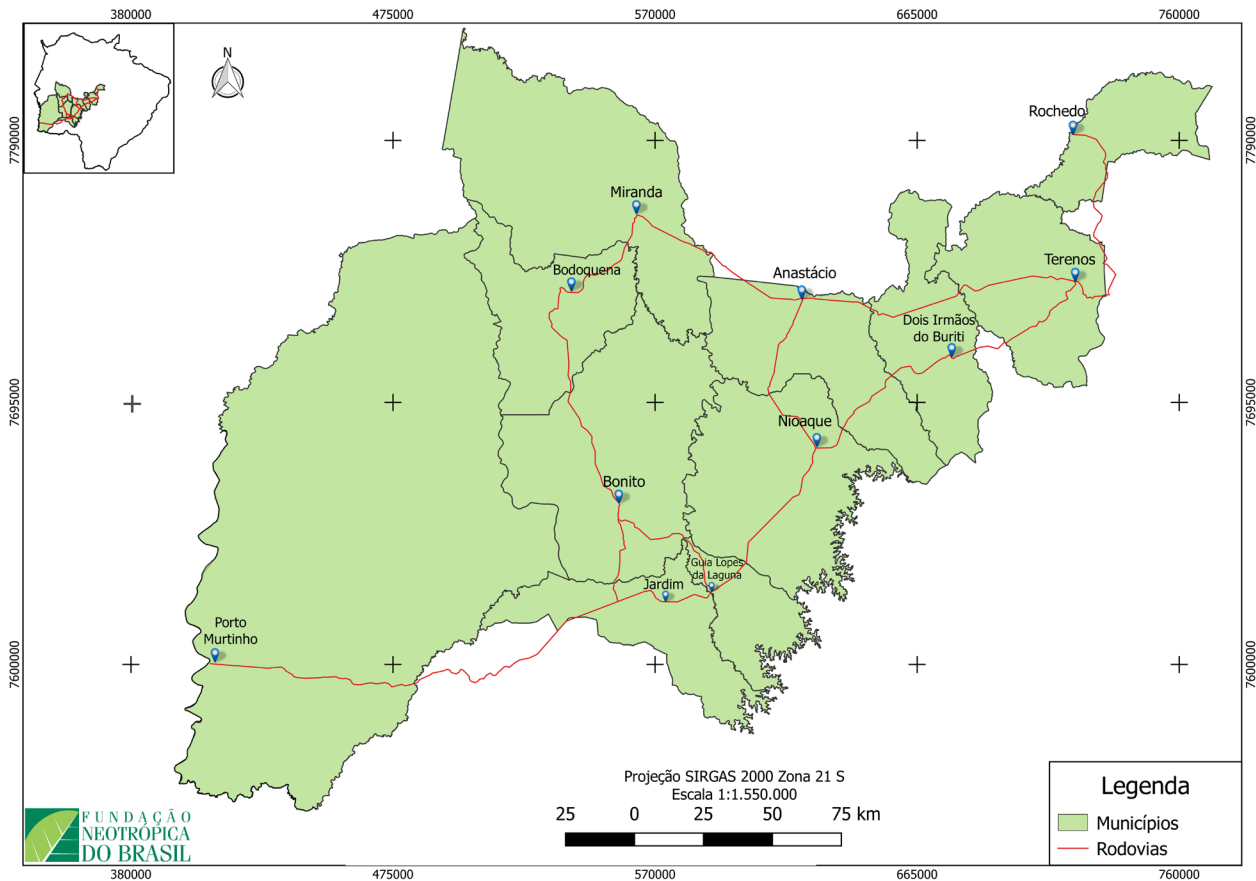 380000
475000
570000
665000
760000
N
Rochedo
7790000
7790000
Miranda
Bodoquena
Anastácio
Terenos
Dois Irmãos
do Buriti
7695000
7695000
Nioaque
Bonito
Guia Lopes
da Laguna
Jardim
Porto
Murtinho
7600000
7600000
Projeção SIRGAS 2000 Zona 21 S
Escala 1:1.550.000
25 0 25 50 75 km
Legenda
Municípios
Rodovias
FUNDAÇÃO
NEOTRÓPICA
DO BRASIL
380000
475000
570000
665000
760000